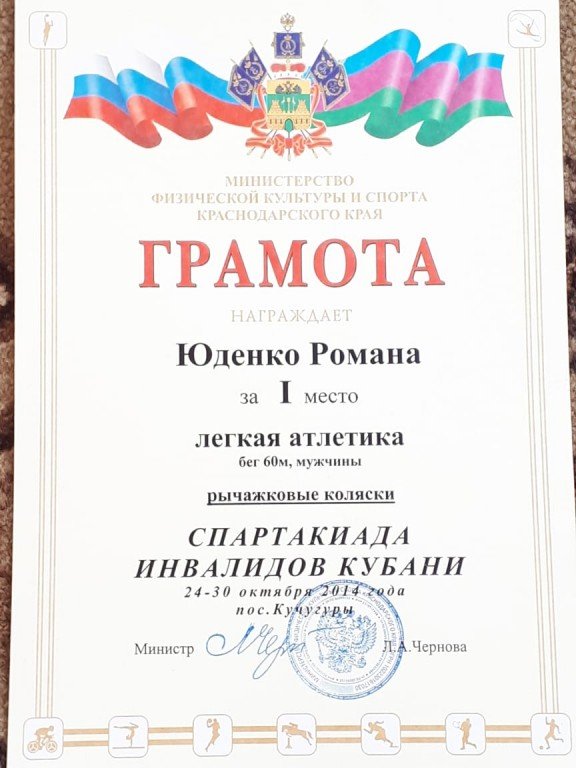 МИНИСТЕРСТВО
ФИЗИЧЕСКОЙ КУЛЬТУРЫ И СПОРТА
КРАСНОДАРСКОГО КРАЯ
ГРАМОТА
НАГРАЖДАЕТ
Юденко Романа
за I место
легкая атлетика
бег 60м, мужчины
рычажковые коляски
СПАРТАКИАДА
ИНВАЛИДОВ КУБАНИ
24-30 октября 2014 года
пос.Кучугуры
Министр Л.А.Чернова